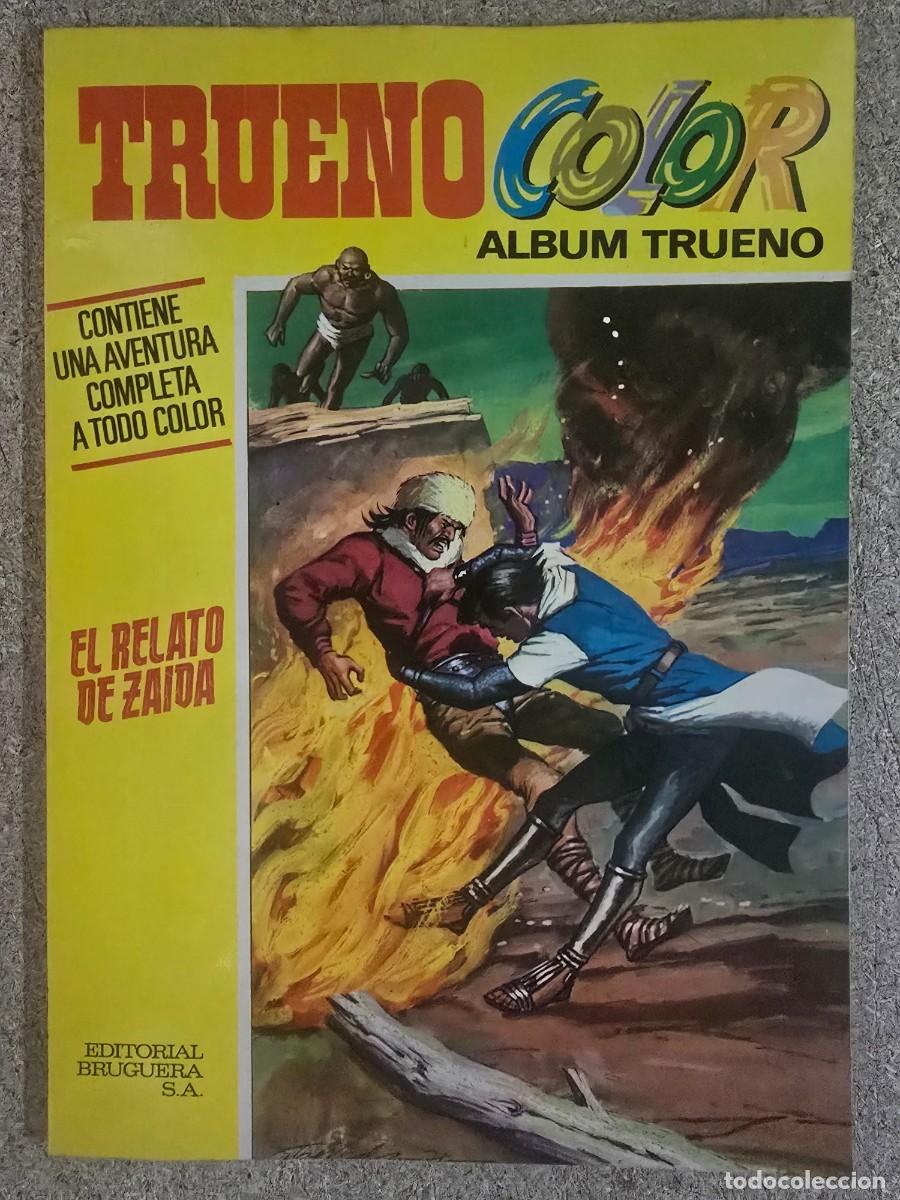 TRUENO COLOR
ALBUM TRUENO
CONTIENE
UNA AVENTURA
COMPLETA
A TODO COLOR
EL RELATO
DE ZAIDA
EDITORIAL
BRUGUERA
S.A.
todocoleccion